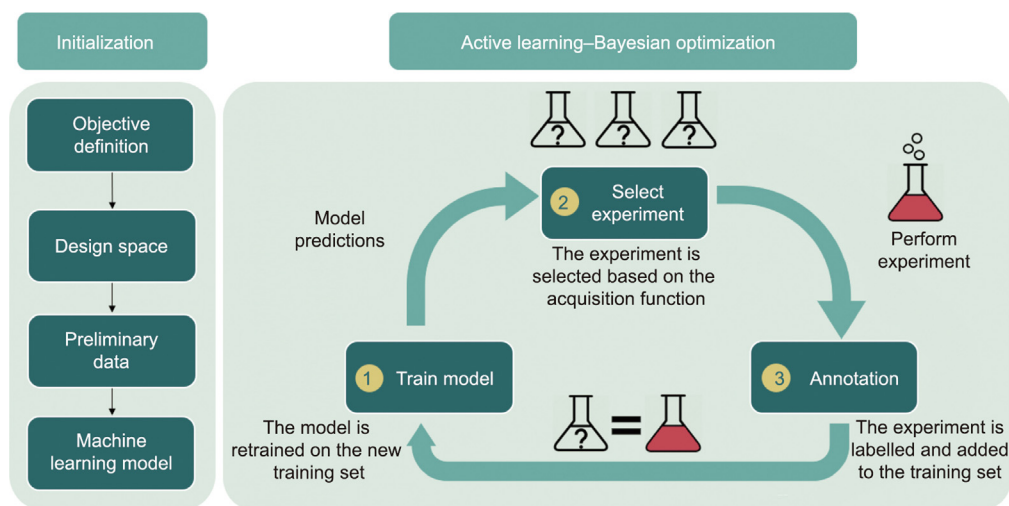 Initialization
Active learning–Bayesian optimization
Objective
definition
Design space
Preliminary
data
Machine
learning model
? ? ?
2
Select
experiment
The experiment is
selected based on the
acquisition function
Model
predictions
Perform
experiment
1 Train model
The model is
retrained on the new
training set
3 Annotation
The experiment is
labelled and added
to the training set
? =